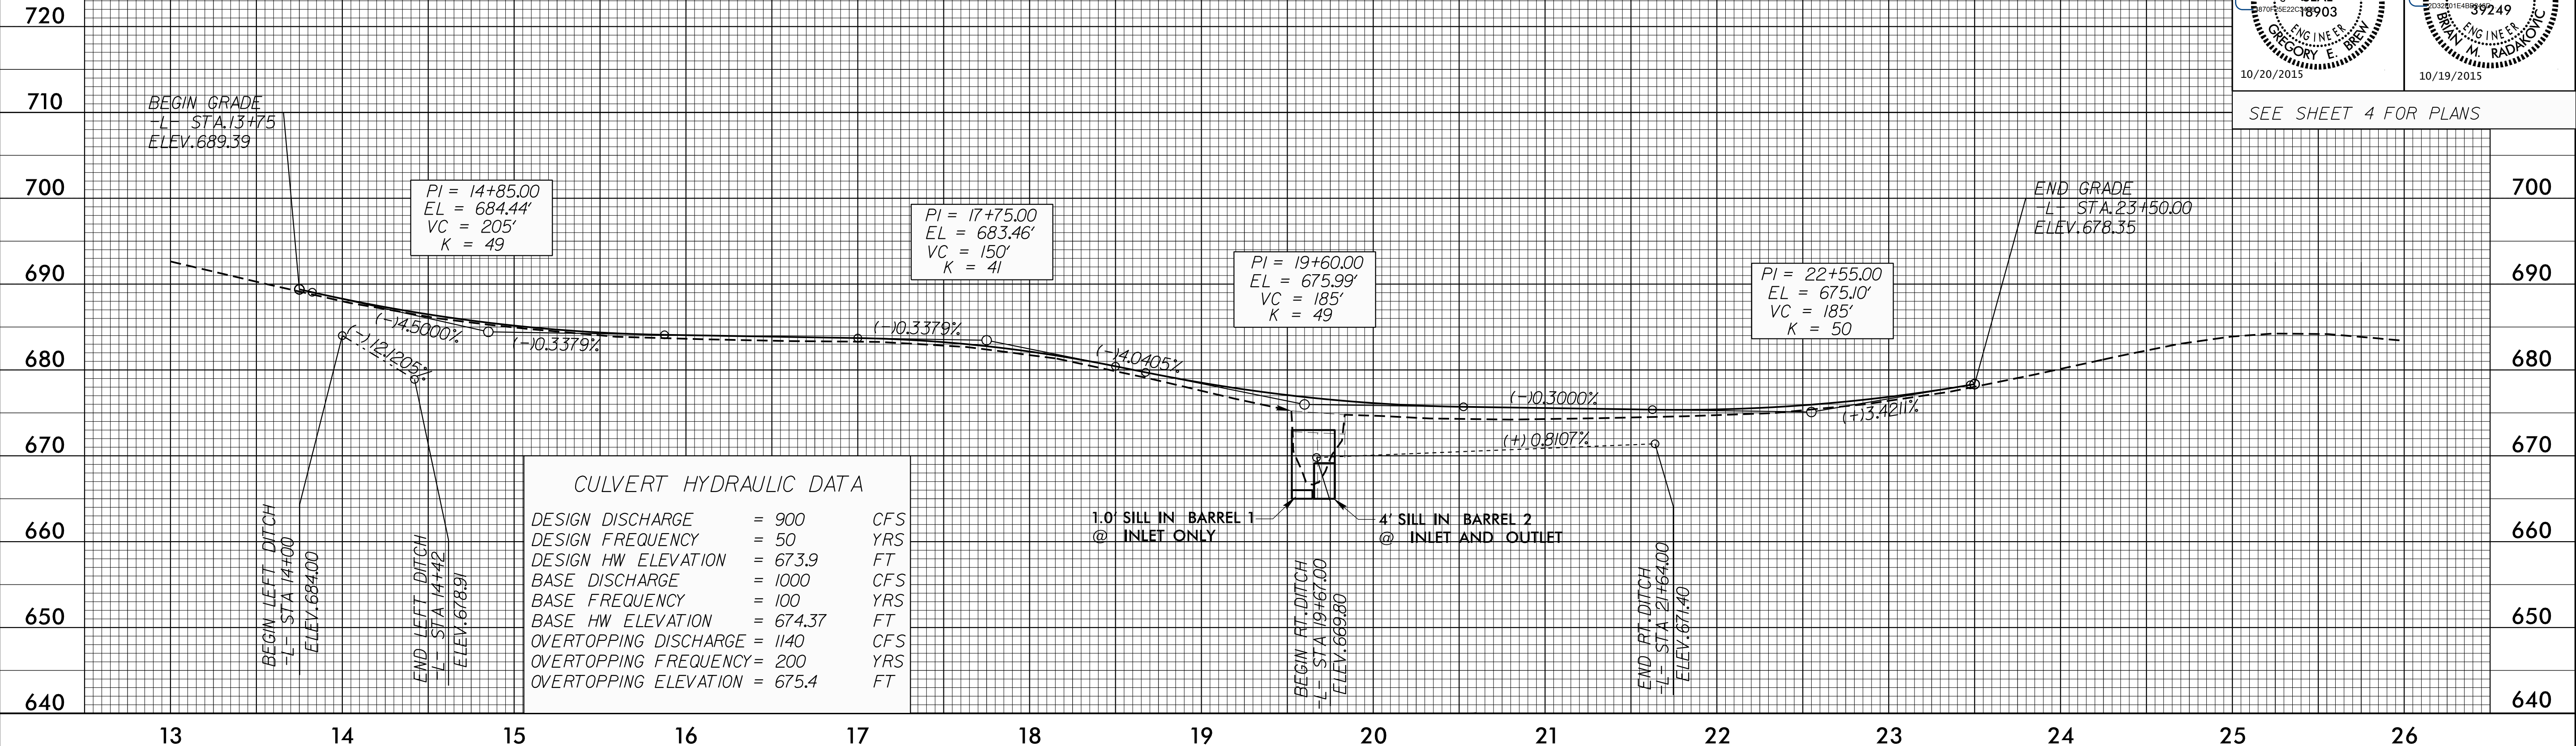 720
710
700
690
680
670
660
650
640
BEGIN GRADE
-L- STA.13+75
ELEV.689.39
PI = 14+85.00
EL = 684.44'
VC = 205'
K = 49
PI = 17+75.00
EL = 683.46'
VC = 150'
K = 41
PI = 19+60.00
EL = 675.99'
VC = 185'
K = 49
PI = 22+55.00
EL = 675.10'
VC = 185'
K = 50
END GRADE
-L- STA.23+50.00
ELEV.678.35
18903
ENGINEER
GREGORY E. BREW
10/20/2015
39249
ENGINEER
BRIAN M. RADAKOVIC
10/19/2015
SEE SHEET 4 FOR PLANS
(-)4.5000%
(-)12.1205%
(-)0.3379%
(-)0.3379%
(-)4.0405%
(-)0.3000%
(+)3.4211%
(+)0.8107%
BEGIN LEFT DITCH
-L- STA 14+00
ELEV.684.00
END LEFT DITCH
-L- STA 14+42
ELEV.678.91
CULVERT HYDRAULIC DATA
DESIGN DISCHARGE = 900 CFS
DESIGN FREQUENCY = 50 YRS
DESIGN HW ELEVATION = 673.9 FT
BASE DISCHARGE = 1000 CFS
BASE FREQUENCY = 100 YRS
BASE HW ELEVATION = 674.37 FT
OVERTOPPING DISCHARGE = 1140 CFS
OVERTOPPING FREQUENCY = 200 YRS
OVERTOPPING ELEVATION = 675.4 FT
1.0' SILL IN BARREL 1
@ INLET ONLY
4' SILL IN BARREL 2
@ INLET AND OUTLET
BEGIN RT.DITCH
-L- STA 19+67.00
ELEV.669.80
END RT.DITCH
-L- STA 21+64.00
ELEV.671.40
700
690
680
670
660
650
640
13 14 15 16 17 18 19 20 21 22 23 24 25 26